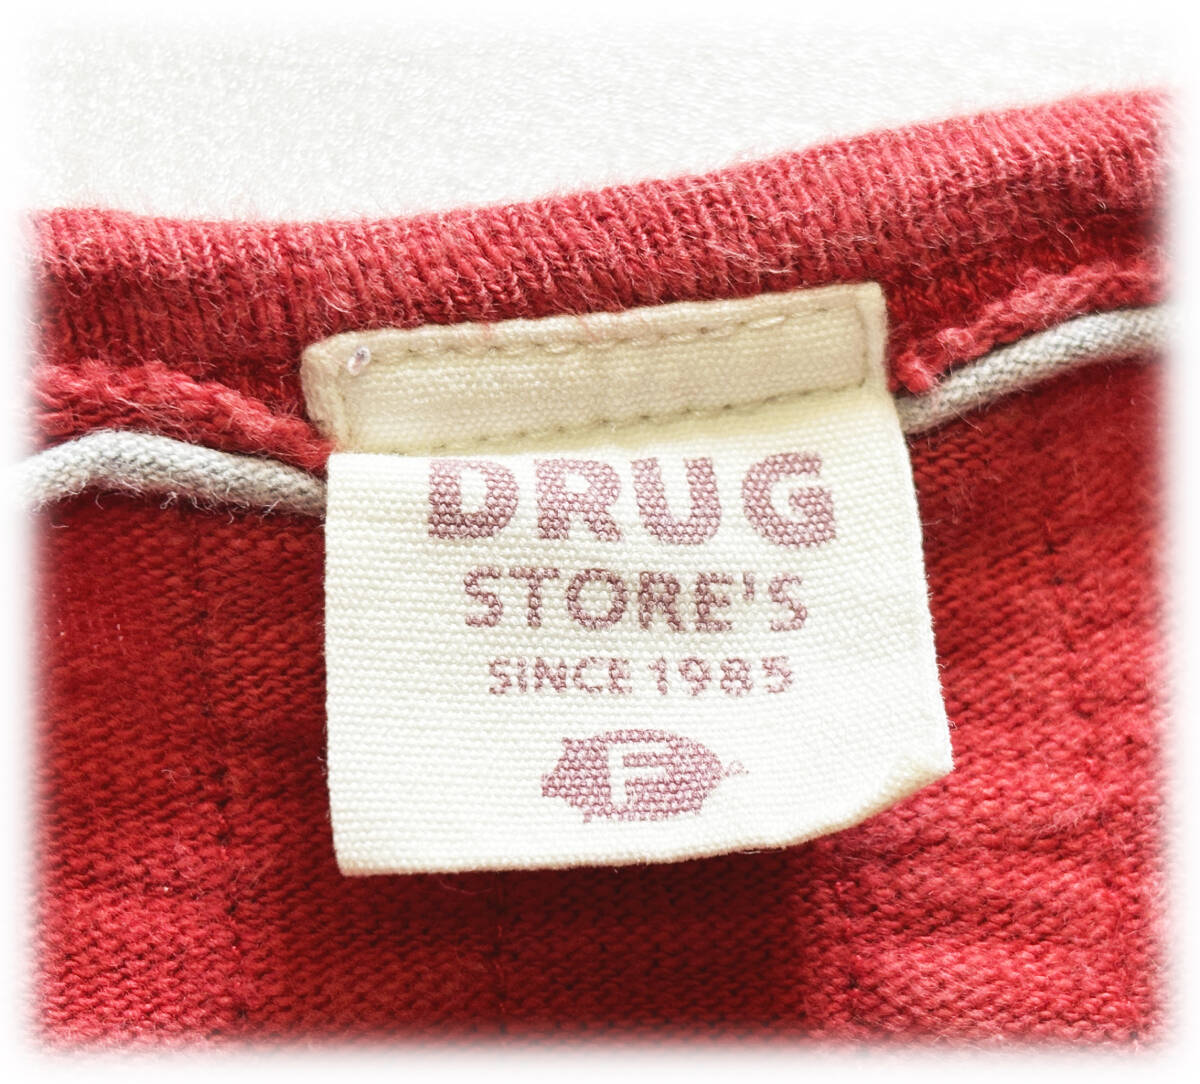 DRUG
STORE'S
SINCE 1985
F